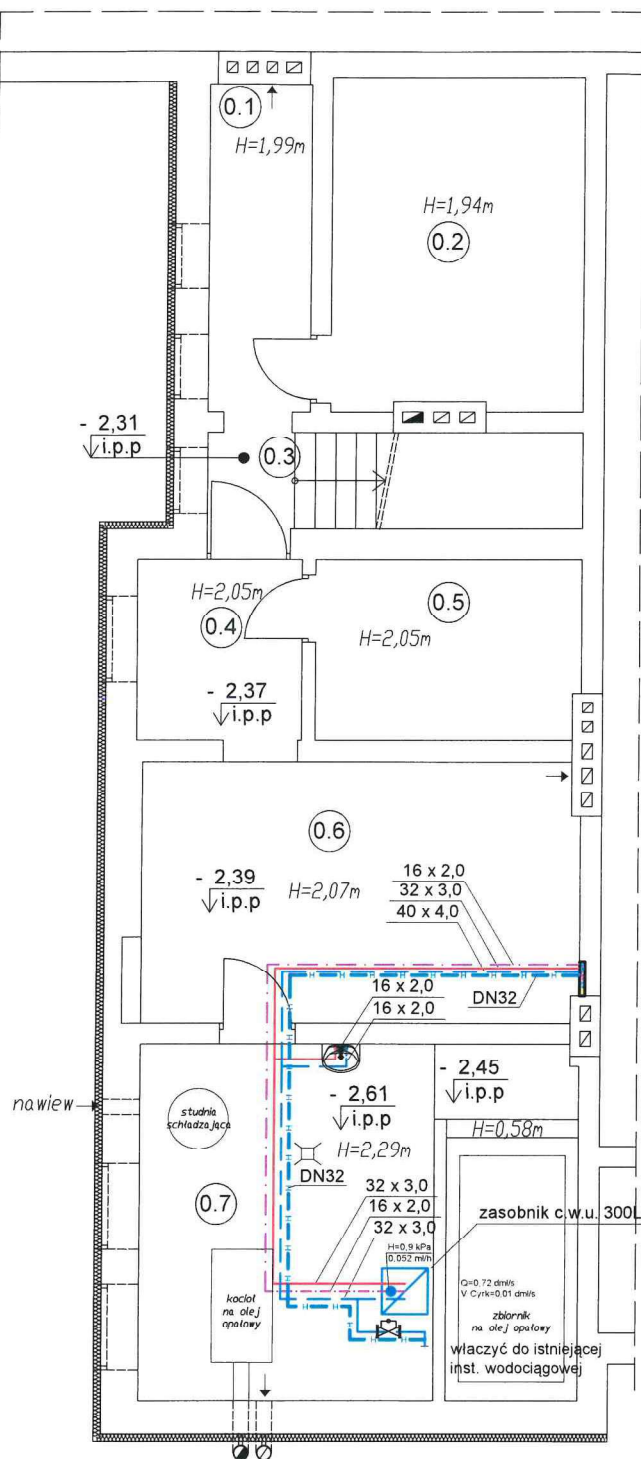 0.1
H=1,99m
H=1,94m
0.2
- 2,31
i.p.p
0.3
H=2,05m
0.4
0.5
H=2,05m
- 2,37
i.p.p
0.6
- 2,39
i.p.p
H=2,07m
16 x 2,0
32 x 3,0
40 x 4,0
16 x 2,0
16 x 2,0
DN32
nawiew
studnia
schładzająca
- 2,61
i.p.p
H=2,29m
- 2,45
i.p.p
H=0,58m
DN32
0.7
32 x 3,0
16 x 2,0
32 x 3,0
zasobnik c.w.u. 300L
H=0,9 kPa
0,052 ml/h
kocioł
na olej
opałowy
Q=0,72 dml/s
V Cyrk=0,01 dml/s
zbiornik
na olej opałowy
włączyć do istniejącej
inst. wodociągowej